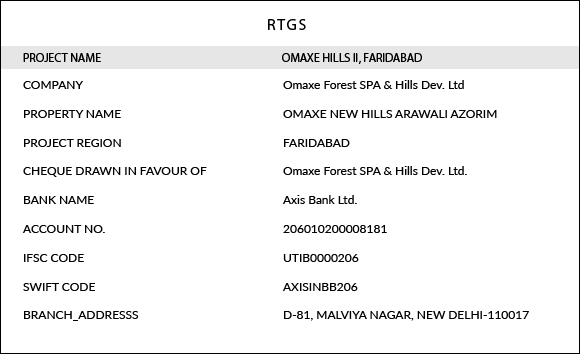 RTGS
PROJECT NAME OMAXE HILLS II, FARIDABAD
COMPANY Omaxe Forest SPA & Hills Dev. Ltd
PROPERTY NAME OMAXE NEW HILLS ARAWALI AZORIM
PROJECT REGION FARIDABAD
CHEQUE DRAWN IN FAVOUR OF Omaxe Forest SPA & Hills Dev. Ltd.
BANK NAME Axis Bank Ltd.
ACCOUNT NO. 206010200008181
IFSC CODE UTIB0000206
SWIFT CODE AXISINBB206
BRANCH_ADDRESSS D-81, MALVIYA NAGAR, NEW DELHI-110017